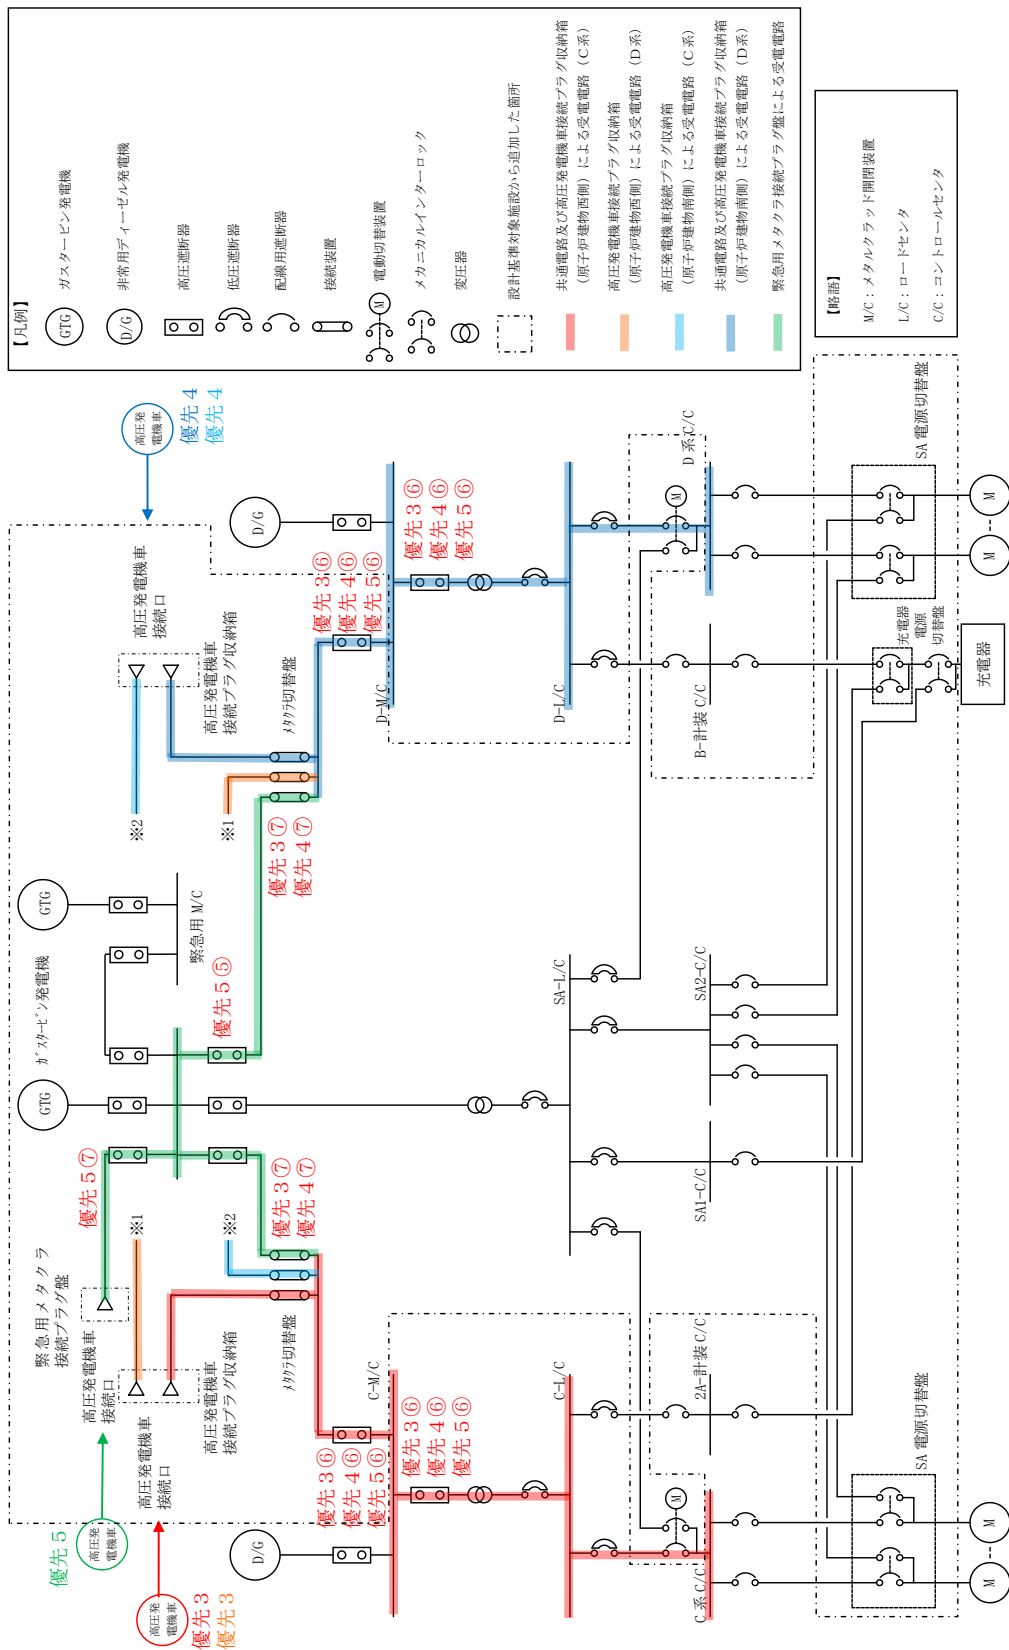 【凡例】
GTG
ガスタービン発電機
D/G
非常用ディーゼル発電機
高圧遮断器
低圧遮断器
配線用遮断器
接続装置
M
電動切替装置
メカニカルインターロック
変圧器
設計基準対象施設から追加した箇所
共通電路及び高圧発電機車接続プラグ収納箱
(原子炉建物西側)による受電電路(C系)
高圧発電機車接続プラグ収納箱
(原子炉建物西側)による受電電路(D系)
高圧発電機車接続プラグ収納箱
(原子炉建物南側)による受電電路(C系)
共通電路及び高圧発電機車接続プラグ収納箱
(原子炉建物南側)による受電電路(D系)
緊急用メタクラ接続プラグ盤による受電電路
【略語】
M/C:メタルクラッド開閉装置
L/C:ロードセンタ
C/C:コントロールセンタ
優先5
高圧発
電機車
優先3
優先3
高圧発
電機車
優先4
優先4
高圧発
電機車
緊急用メタクラ
接続プラグ盤
高圧発電機車
接続口
高圧発電機車
接続口
高圧発電機車
接続プラグ収納箱
※1
※2
優先5⑦
メタクラ切替盤
優先3⑦
優先4⑦
GTG
ガスタービン発電機
GTG
緊急用M/C
優先5⑤
優先3⑦
優先4⑦
※2
※1
高圧発電機車
接続口
高圧発電機車
接続プラグ収納箱
メタクラ切替盤
D/G
優先3⑥
優先4⑥
優先5⑥
C-M/C
優先3⑥
優先4⑥
優先5⑥
D/G
優先3⑥
優先4⑥
優先5⑥
D-M/C
優先3⑥
優先4⑥
優先5⑥
C-L/C
SA-L/C
D-L/C
M
C系C/C
2A-計装C/C
SA1-C/C
SA2-C/C
B-計装C/C
M
D系C/C
SA電源切替盤
M
M
充電器
電源
切替盤
充電器
SA電源切替盤
M
M